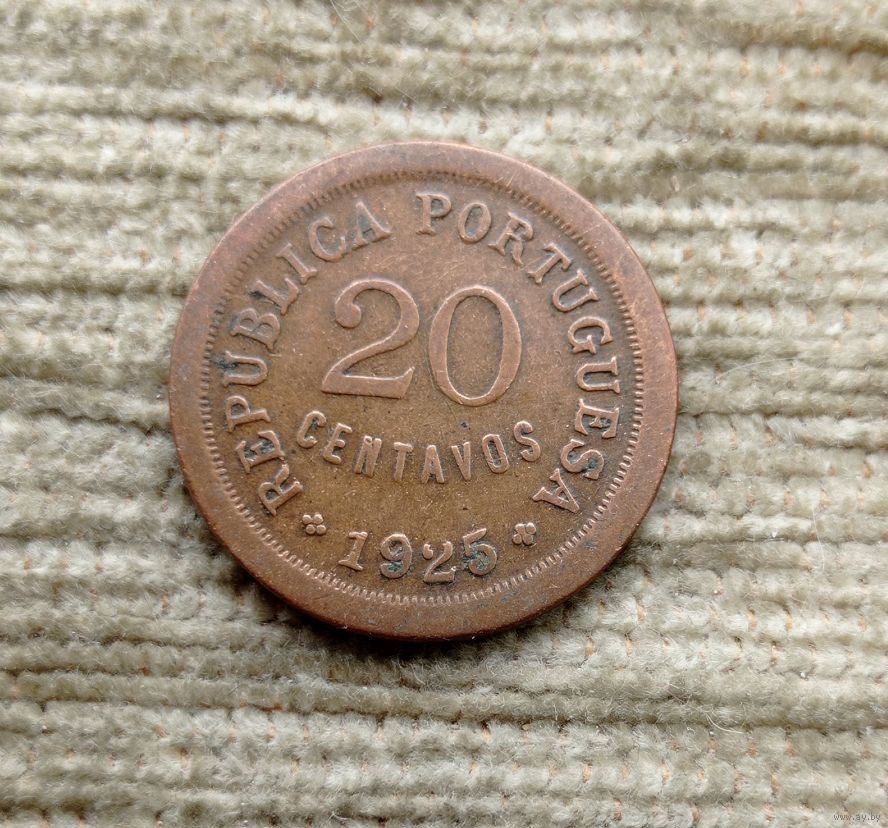 REPUBLICA PORTUGUESA
20
CENTAVOS
1925
www.ay.by